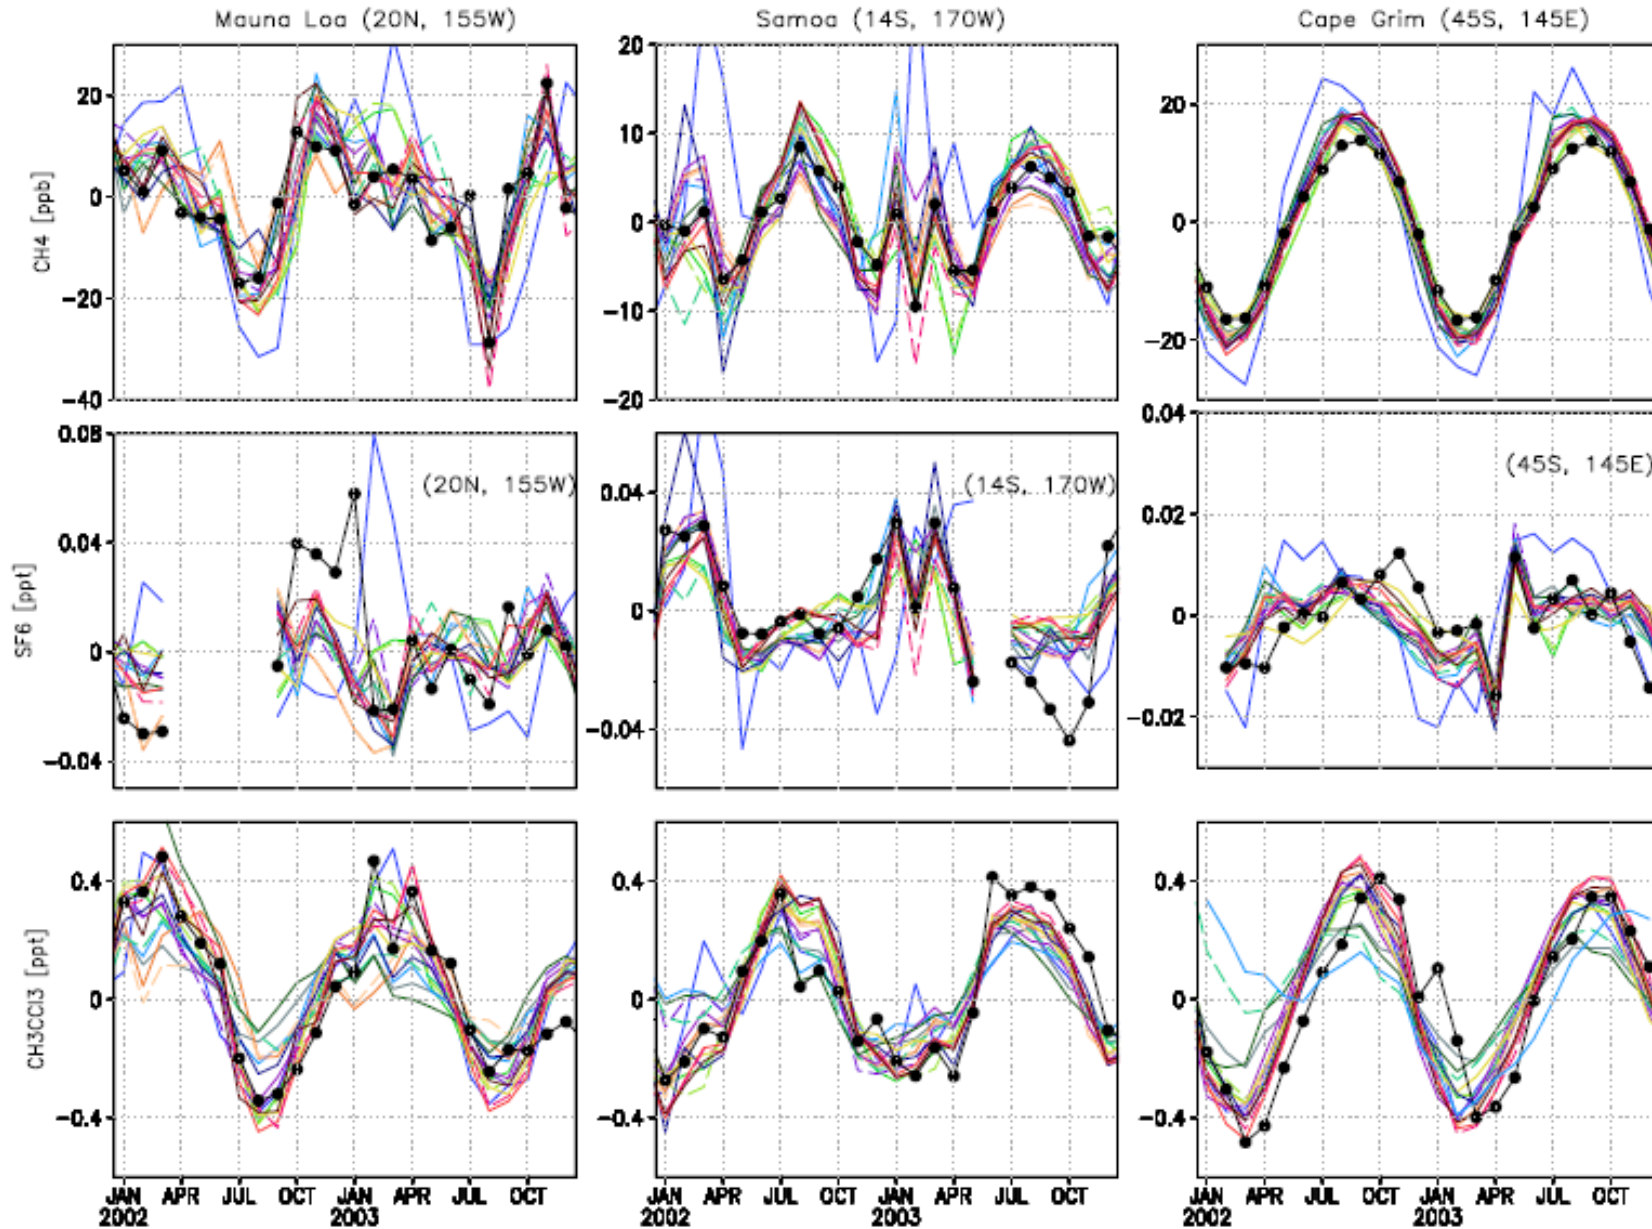 Mauna Loa (20N, 155W)
Samoa (14S, 170W)
Cape Grim (45S, 145E)
CH4 [ppb]
20
0
-20
-40
20
10
0
-10
-20
20
0
-20
SF6 [ppt]
0.08
0.04
0
-0.04
(20N, 155W)
0.04
0
-0.04
(14S, 170W)
0.04
0.02
0
-0.02
(45S, 145E)
CH3CCl3 [ppt]
0.4
0
-0.4
0.4
0
-0.4
0.4
0
-0.4
JAN APR JUL OCT JAN APR JUL OCT
2002 2003
JAN APR JUL OCT JAN APR JUL OCT
2002 2003
JAN APR JUL OCT JAN APR JUL OCT
2002 2003